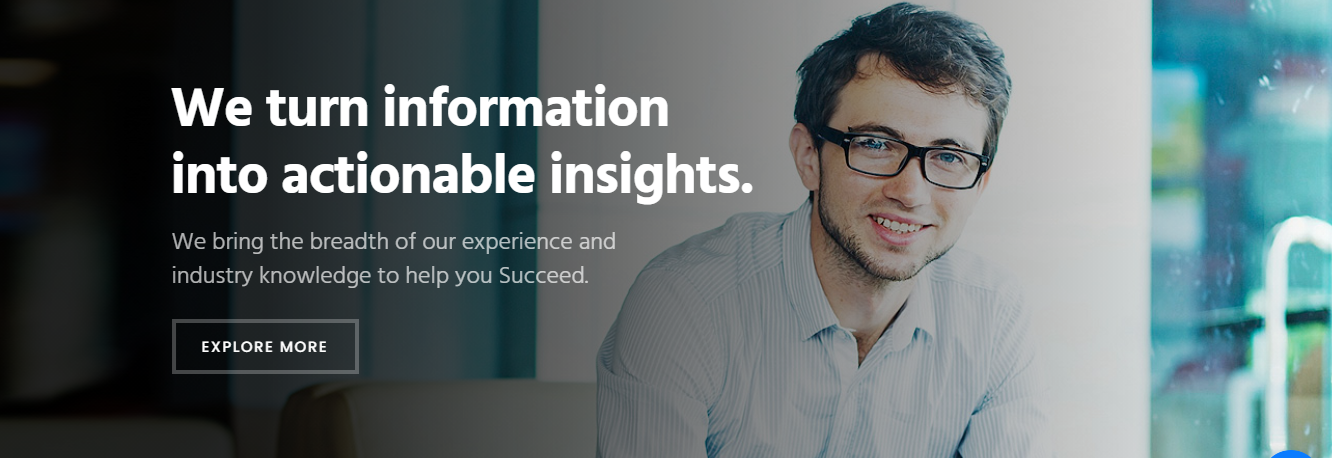 We turn information
into actionable insights.
We bring the breadth of our experience and
industry knowledge to help you Succeed.
EXPLORE MORE